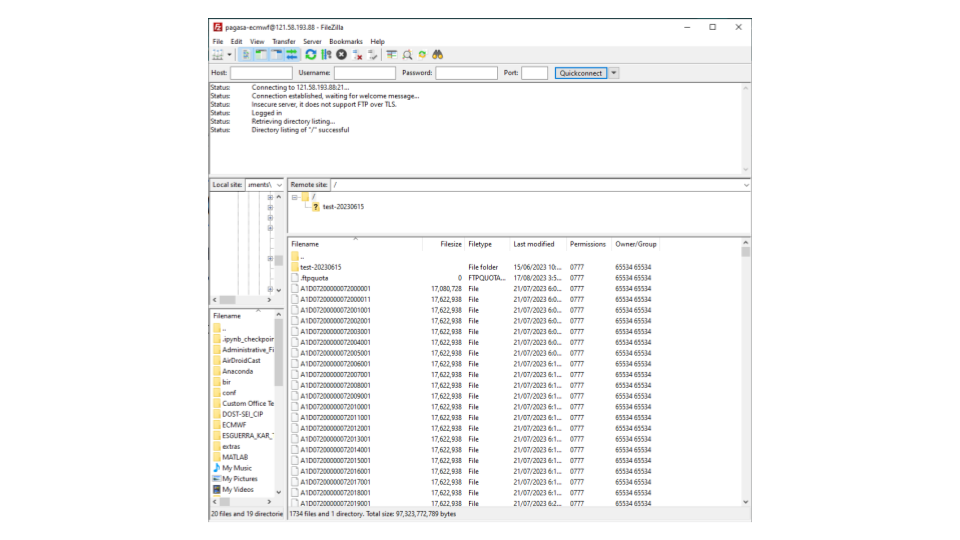 pagasa-ecmwf@121.58.193.88 - FileZilla
File Edit View Transfer Server Bookmarks Help
Host: Username: Password: Port: Quickconnect
Status: Connecting to 121.58.193.88:21...
Status: Connection established, waiting for welcome message...
Status: Insecure server, it does not support FTP over TLS.
Status: Logged in
Status: Retrieving directory listing...
Status: Directory listing of "/" successful
Local site: ments\
Remote site: /
/
? test-20230615
Filename
..
.ipynb_checkpoir
Administrative_Fi
AirDroidCast
Anaconda
bir
conf
Custom Office Te
DOST-SEI_CIP
ECMWF
ESGUERRA_KAR_
extras
MATLAB
My Music
My Pictures
My Videos
20 files and 19 directorie
Filename Filesize Filetype Last modified Permissions Owner/Group
..
test-20230615 File folder 15/06/2023 10:... 0777 65534 65534
.ftpquota 0 FTPQUOTA... 17/08/2023 3:5... 0777 65534 65534
A1D07200000072000001 17,080,728 File 21/07/2023 6:0... 0777 65534 65534
A1D07200000072000011 17,622,938 File 21/07/2023 6:0... 0777 65534 65534
A1D07200000072001001 17,622,938 File 21/07/2023 6:0... 0777 65534 65534
A1D07200000072002001 17,622,938 File 21/07/2023 6:0... 0777 65534 65534
A1D07200000072003001 17,622,938 File 21/07/2023 6:0... 0777 65534 65534
A1D07200000072004001 17,622,938 File 21/07/2023 6:0... 0777 65534 65534
A1D07200000072005001 17,622,938 File 21/07/2023 6:0... 0777 65534 65534
A1D07200000072006001 17,622,938 File 21/07/2023 6:1... 0777 65534 65534
A1D07200000072007001 17,622,938 File 21/07/2023 6:1... 0777 65534 65534
A1D07200000072008001 17,622,938 File 21/07/2023 6:1... 0777 65534 65534
A1D07200000072009001 17,622,938 File 21/07/2023 6:1... 0777 65534 65534
A1D07200000072010001 17,622,938 File 21/07/2023 6:1... 0777 65534 65534
A1D07200000072011001 17,622,938 File 21/07/2023 6:1... 0777 65534 65534
A1D07200000072012001 17,622,938 File 21/07/2023 6:1... 0777 65534 65534
A1D07200000072013001 17,622,938 File 21/07/2023 6:1... 0777 65534 65534
A1D07200000072014001 17,622,938 File 21/07/2023 6:1... 0777 65534 65534
A1D07200000072015001 17,622,938 File 21/07/2023 6:1... 0777 65534 65534
A1D07200000072016001 17,622,938 File 21/07/2023 6:1... 0777 65534 65534
A1D07200000072017001 17,622,938 File 21/07/2023 6:1... 0777 65534 65534
A1D07200000072018001 17,622,938 File 21/07/2023 6:1... 0777 65534 65534
A1D07200000072019001 17,622,938 File 21/07/2023 6:2... 0777 65534 65534
1734 files and 1 directory. Total size: 97,323,772,789 bytes